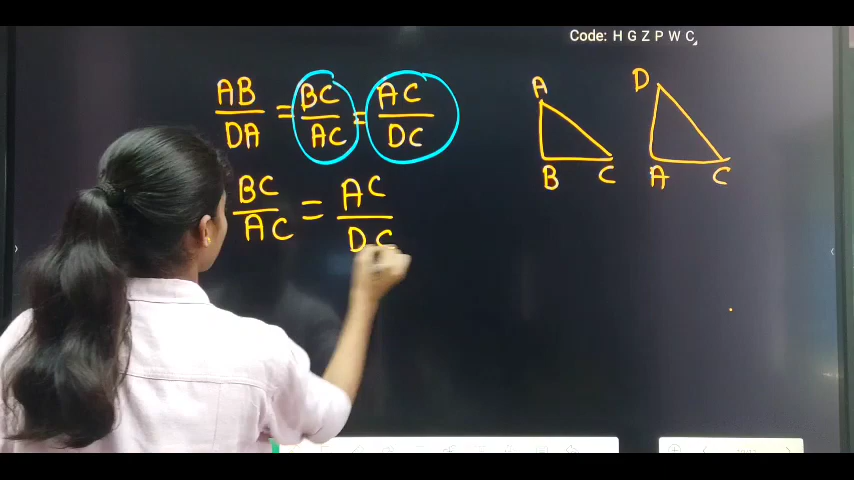 Code: H G Z P W C
AB/DA = BC/AC = AC/DC
BC/AC = AC/DC
A
B C
D
A C